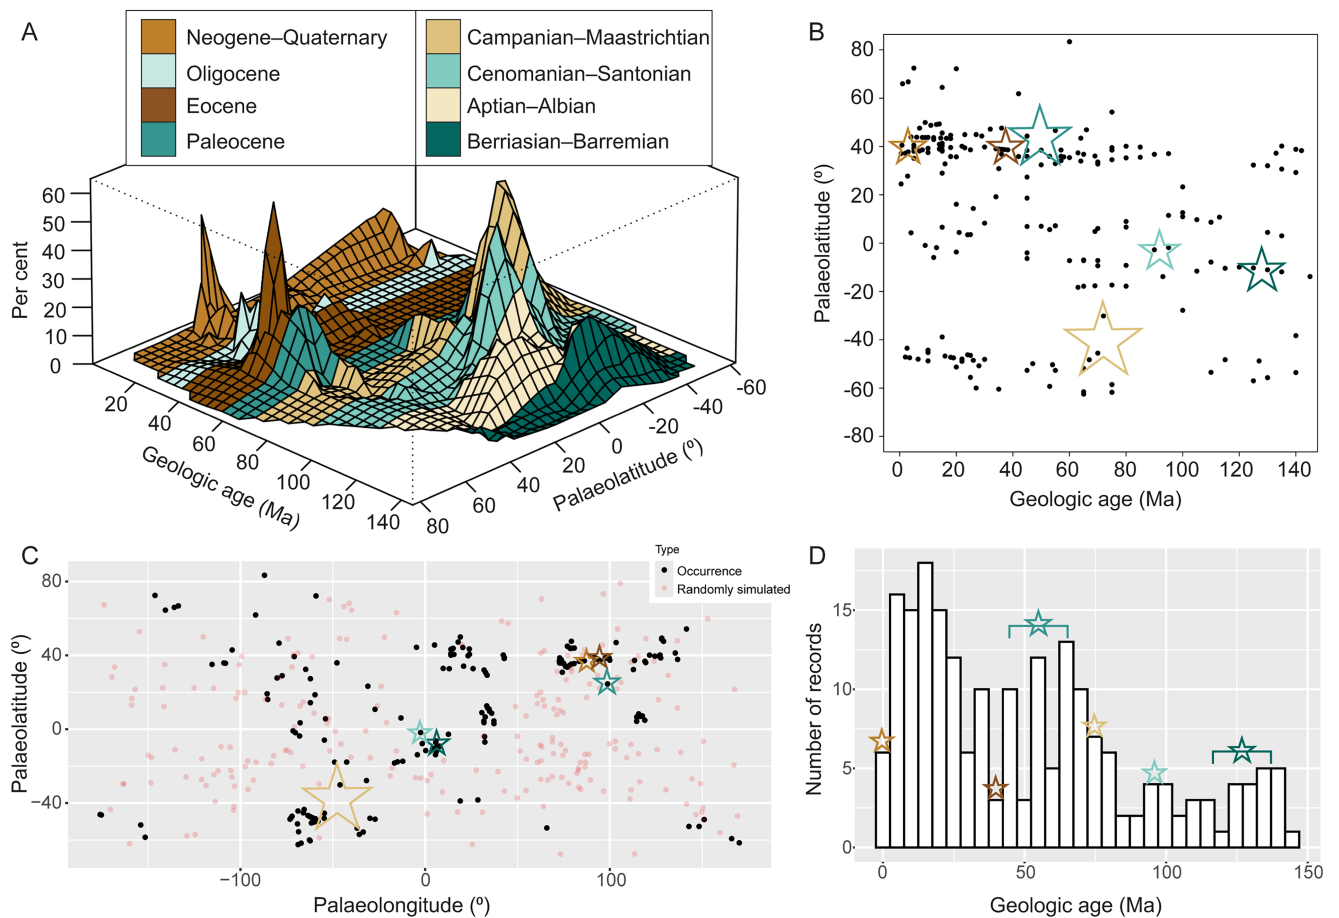 A
Neogene–Quaternary
Oligocene
Eocene
Paleocene
Campanian–Maastrichtian
Cenomanian–Santonian
Aptian–Albian
Berriasian–Barremian
Per cent
60
50
40
30
20
10
0
20
40
60
80
100
120
140
Geologic age (Ma)
80
60
40
20
0
-20
-40
-60
Palaeolatitude (º)
B
80
60
40
20
0
-20
-40
-60
-80
Palaeolatitude (º)
0 20 40 60 80 100 120 140
Geologic age (Ma)
C
Type
Occurrence
Randomly simulated
80
40
0
−40
Palaeolatitude (º)
−100 0 100
Palaeolongitude (º)
D
15
10
5
0
Number of records
0 50 100 150
Geologic age (Ma)